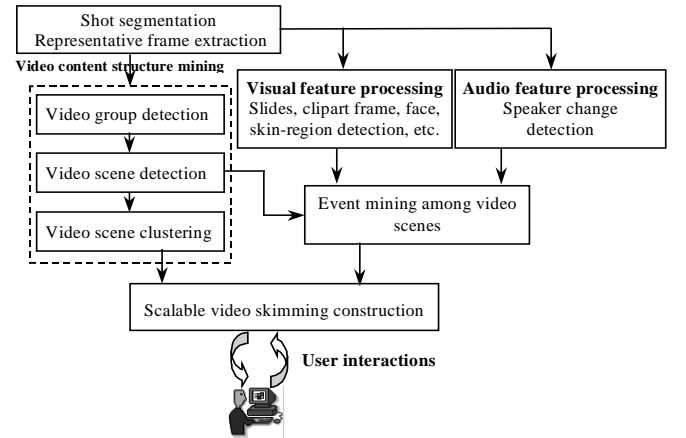 Shot segmentation
Representative frame extraction
Video content structure mining
Video group detection
Video scene detection
Video scene clustering
Visual feature processing
Slides, clipart frame, face,
skin-region detection, etc.
Audio feature processing
Speaker change
detection
Event mining among video
scenes
Scalable video skimming construction
User interactions